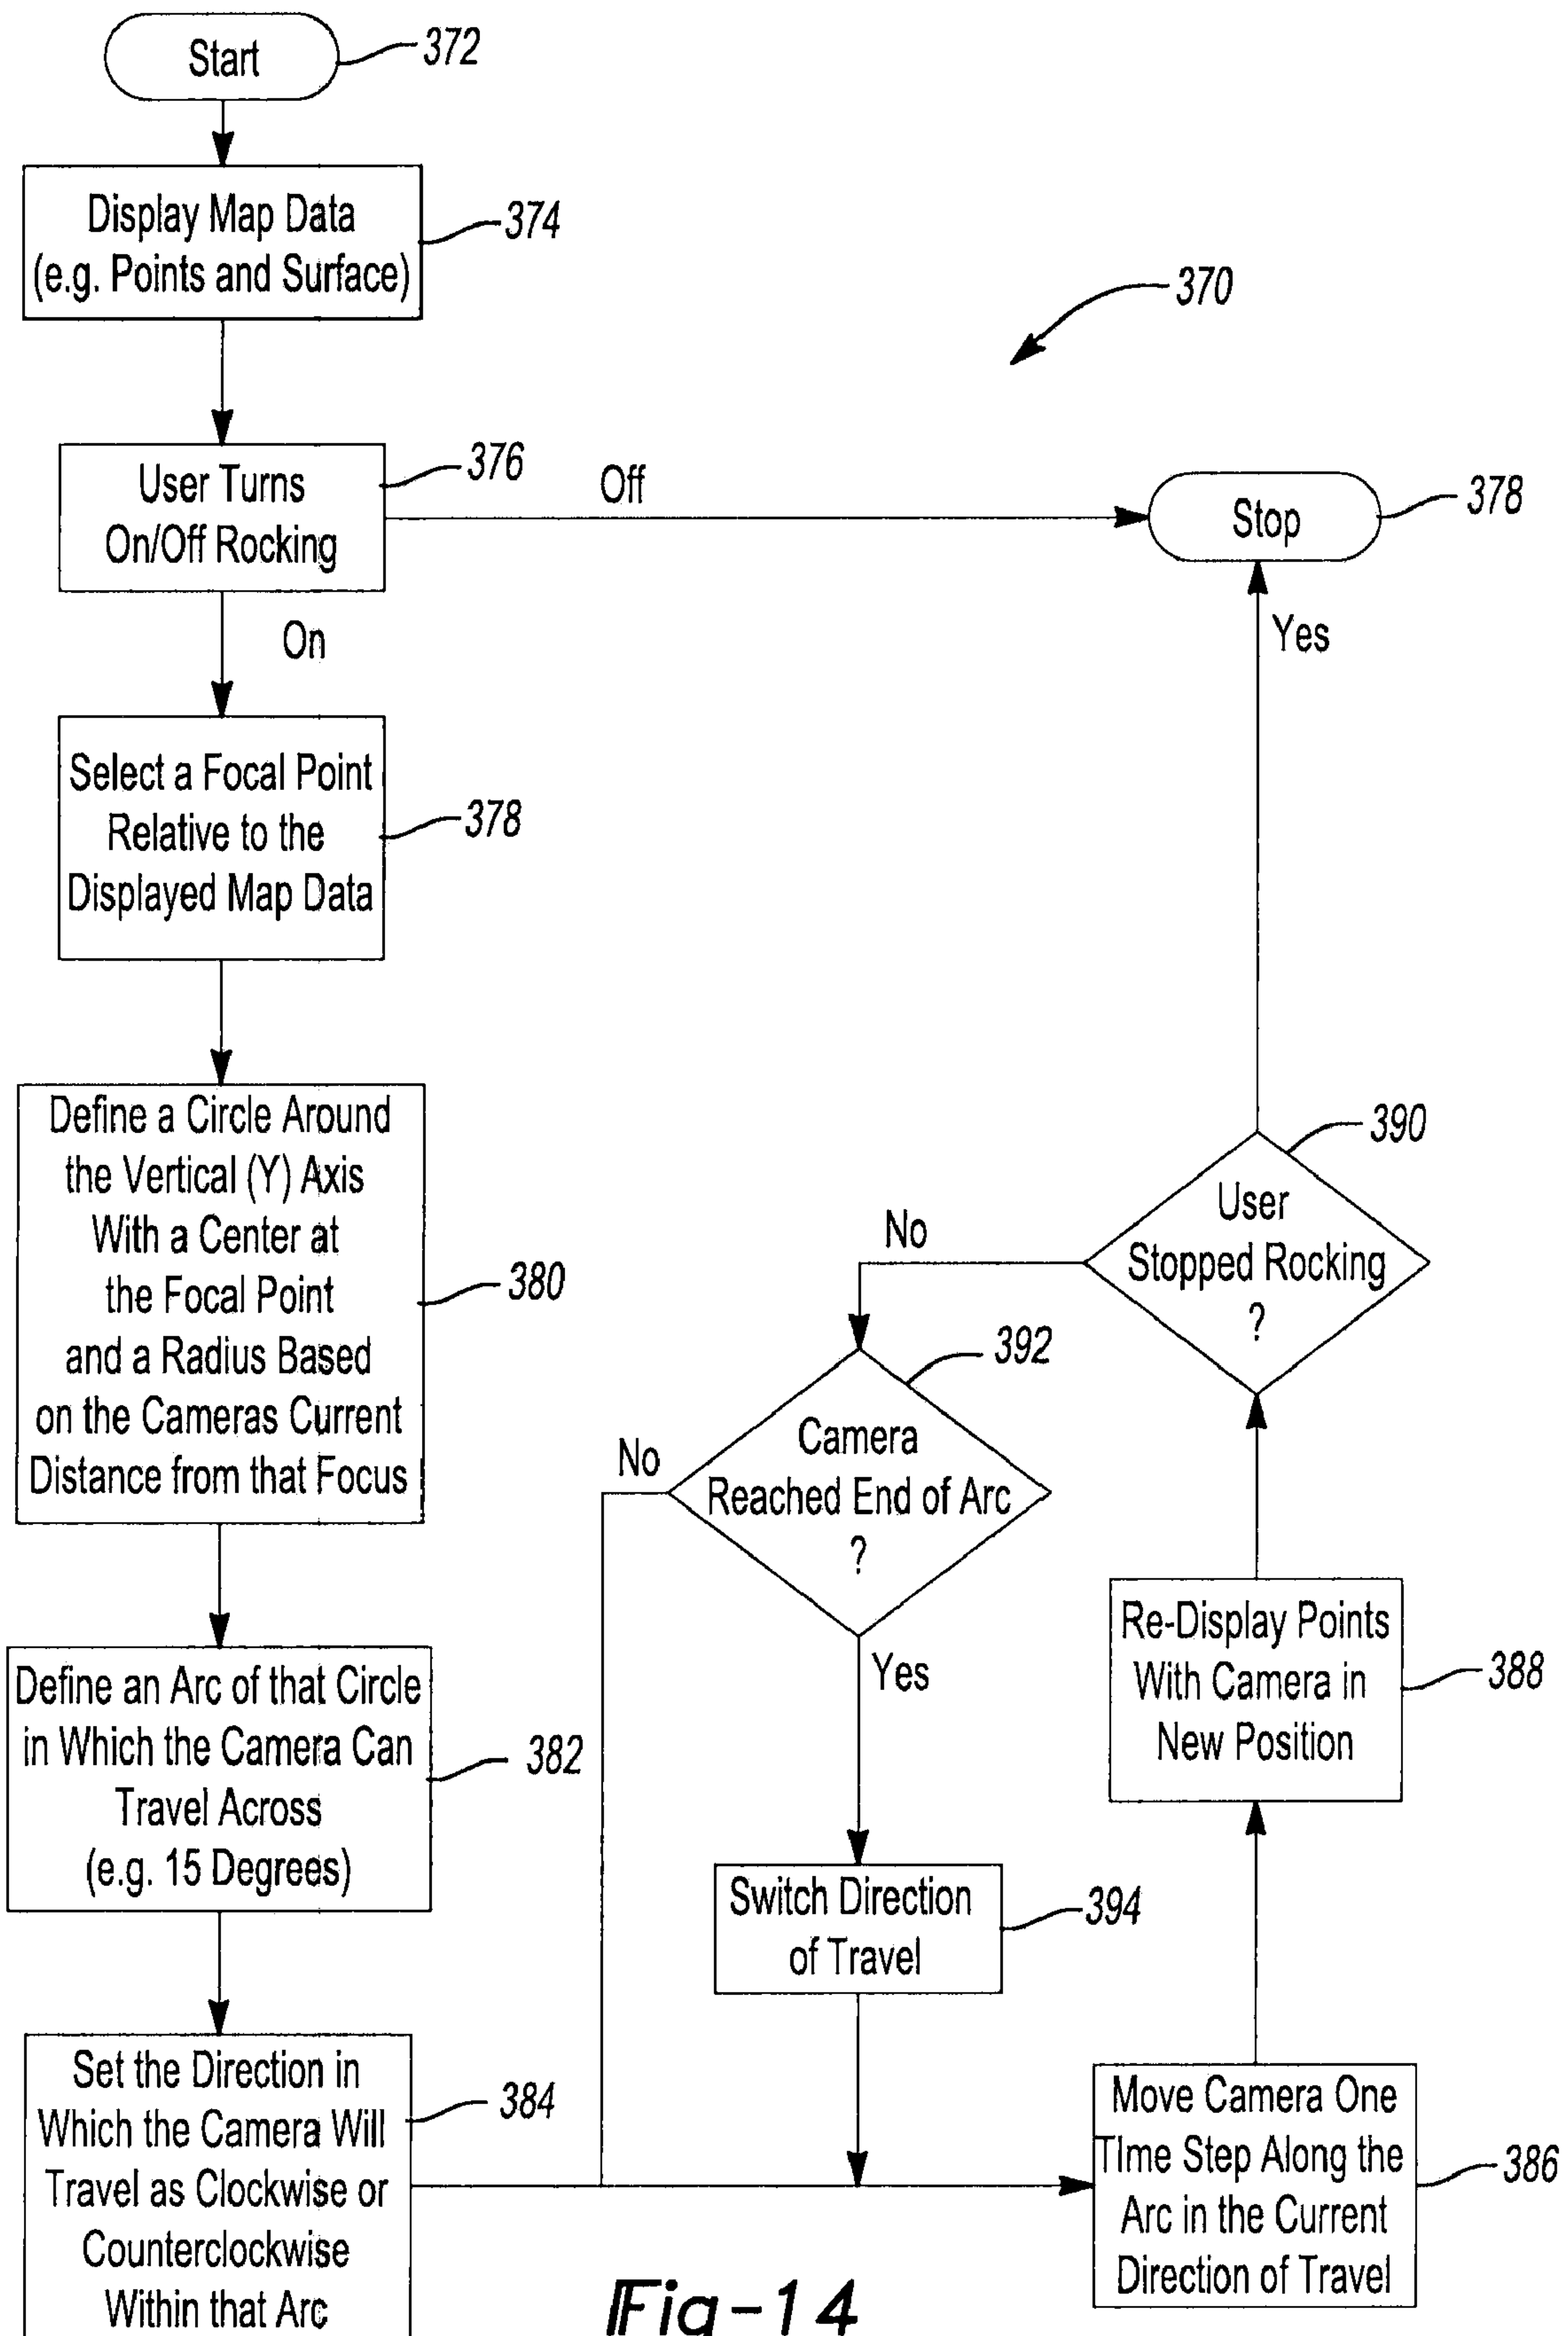 Start
372
Display Map Data
(e.g. Points and Surface)
374
370
User Turns
On/Off Rocking
376
Off
Stop
378
On
Yes
Select a Focal Point
Relative to the
Displayed Map Data
378
Define a Circle Around
the Vertical (Y) Axis
With a Center at
the Focal Point
and a Radius Based
on the Cameras Current
Distance from that Focus
380
User
Stopped Rocking
?
390
No
Camera
Reached End of Arc
?
392
No
Yes
Define an Arc of that Circle
in Which the Camera Can
Travel Across
(e.g. 15 Degrees)
382
Re-Display Points
With Camera in
New Position
388
Switch Direction
of Travel
394
Set the Direction in
Which the Camera Will
Travel as Clockwise or
Counterclockwise
Within that Arc
384
Move Camera One
TIme Step Along the
Arc in the Current
Direction of Travel
386
Fig-14